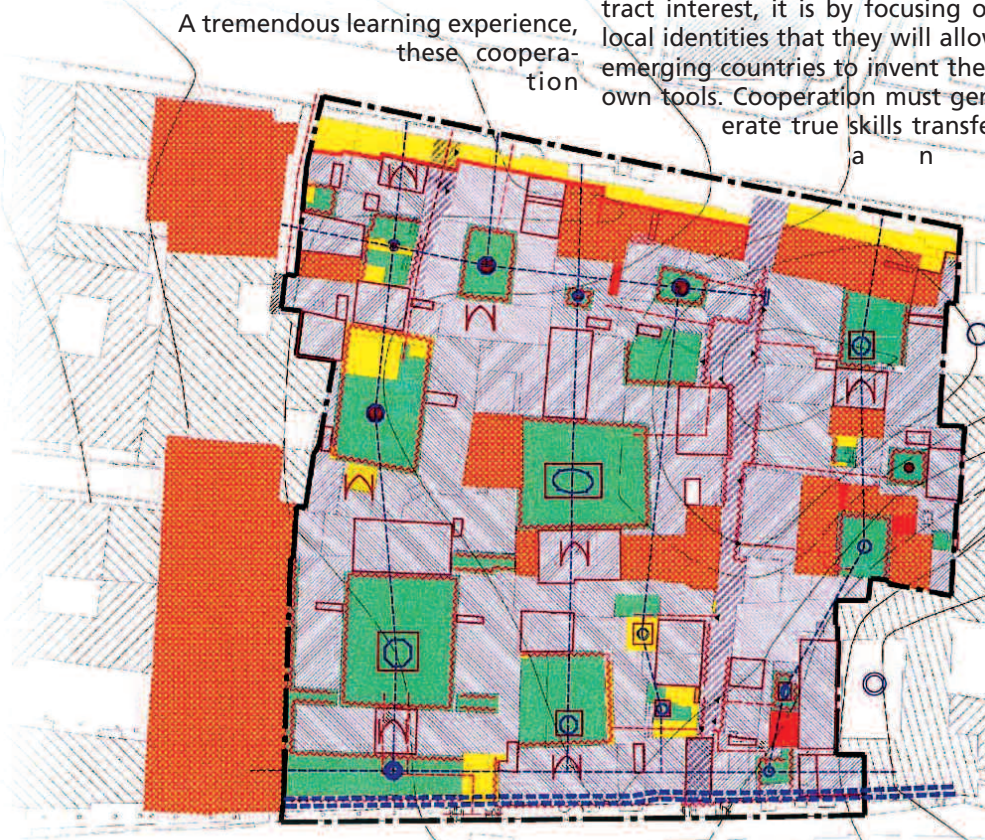 A tremendous learning experience,
these coopera-
tion
tract interest, it is by focusing o
local identities that they will allow
emerging countries to invent the
own tools. Cooperation must gen
erate true skills transfe
a n